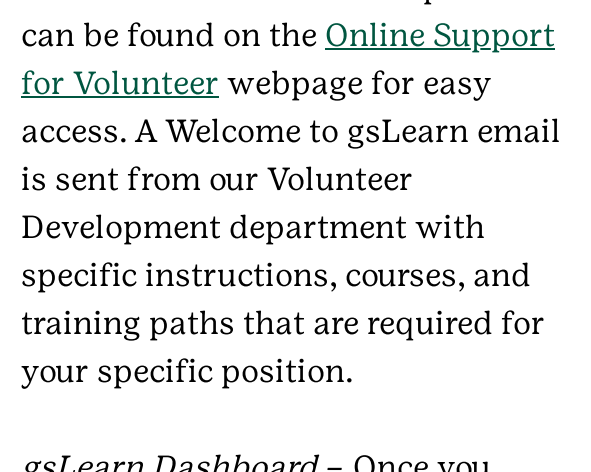 can be found on the Online Support
for Volunteer webpage for easy
access. A Welcome to gsLearn email
is sent from our Volunteer
Development department with
specific instructions, courses, and
training paths that are required for
your specific position.
gsLearn Dashboard – Once you